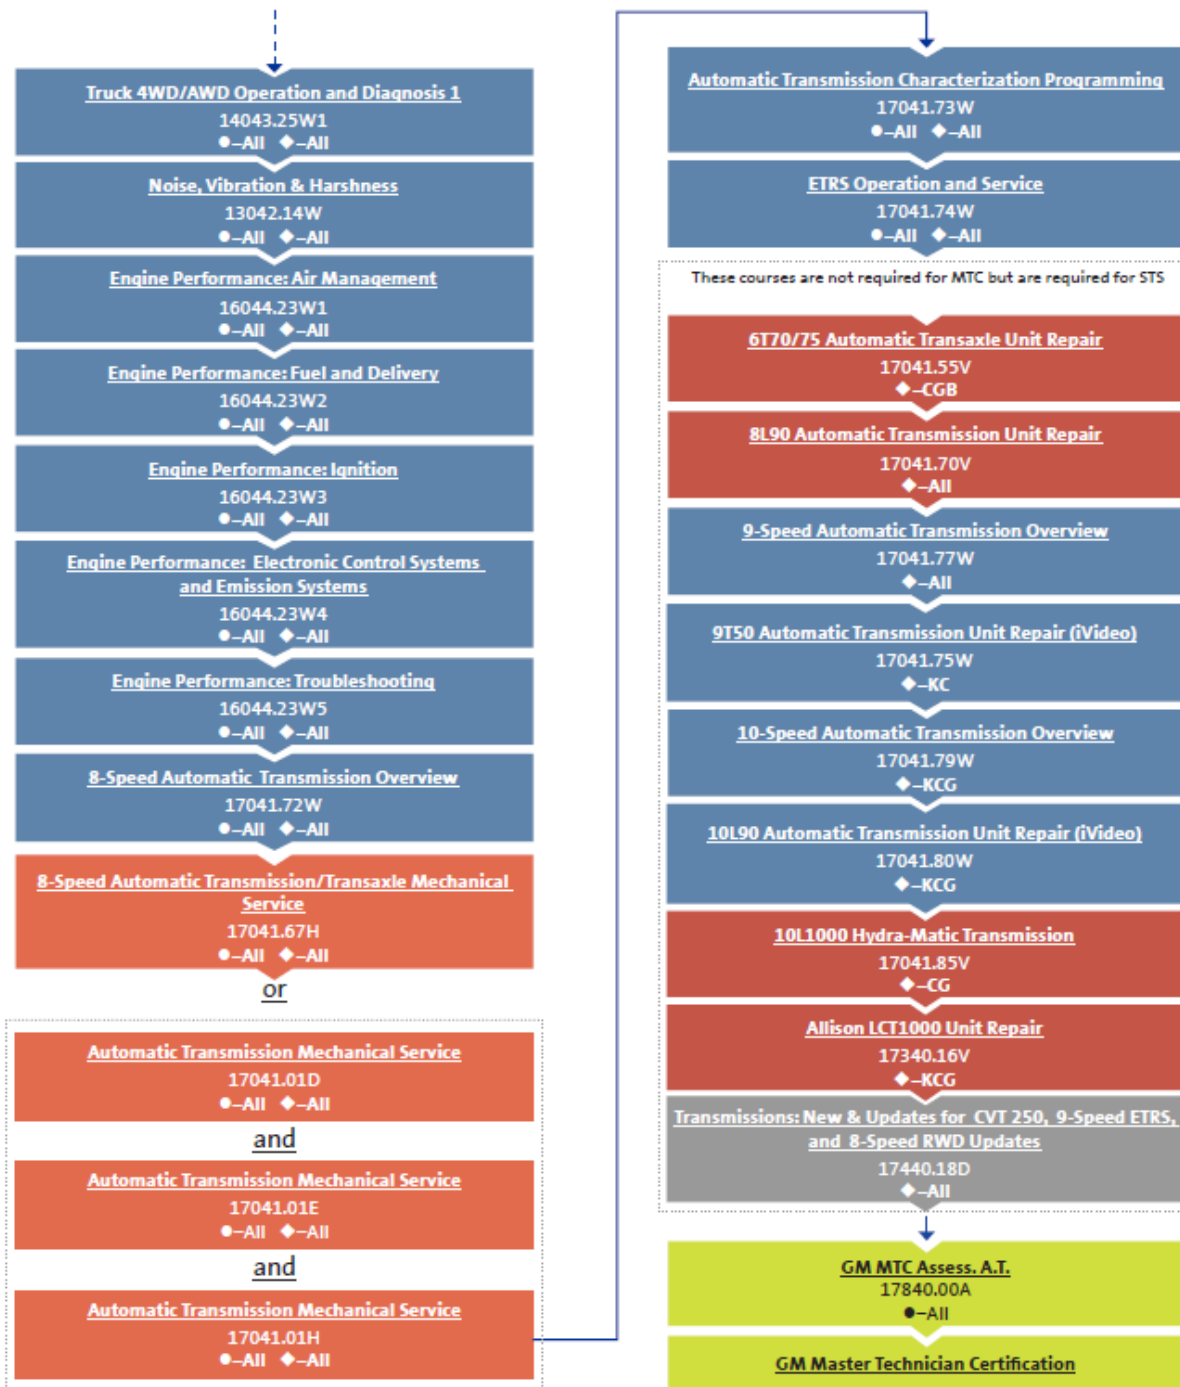 Truck 4WD/AWD Operation and Diagnosis 1
14043.25W1
●–All ◆–All
Noise, Vibration & Harshness
13042.14W
●–All ◆–All
Engine Performance: Air Management
16044.23W1
●–All ◆–All
Engine Performance: Fuel and Delivery
16044.23W2
●–All ◆–All
Engine Performance: Ignition
16044.23W3
●–All ◆–All
Engine Performance: Electronic Control Systems
and Emission Systems
16044.23W4
●–All ◆–All
Engine Performance: Troubleshooting
16044.23W5
●–All ◆–All
8-Speed Automatic Transmission Overview
17041.72W
●–All ◆–All
8-Speed Automatic Transmission/Transaxle Mechanical
Service
17041.67H
●–All ◆–All
or
Automatic Transmission Mechanical Service
17041.01D
●–All ◆–All
and
Automatic Transmission Mechanical Service
17041.01E
●–All ◆–All
and
Automatic Transmission Mechanical Service
17041.01H
●–All ◆–All
Automatic Transmission Characterization Programming
17041.73W
●–All ◆–All
ETRS Operation and Service
17041.74W
●–All ◆–All
These courses are not required for MTC but are required for STS
6T70/75 Automatic Transaxle Unit Repair
17041.55V
◆–CGB
8L90 Automatic Transmission Unit Repair
17041.70V
◆–All
9-Speed Automatic Transmission Overview
17041.77W
◆–All
9T50 Automatic Transmission Unit Repair (iVideo)
17041.75W
◆–KC
10-Speed Automatic Transmission Overview
17041.79W
◆–KCG
10L90 Automatic Transmission Unit Repair (iVideo)
17041.80W
◆–KCG
10L1000 Hydra-Matic Transmission
17041.85V
◆–CG
Allison LCT1000 Unit Repair
17340.16V
◆–KCG
Transmissions: New & Updates for CVT 250, 9-Speed ETRS,
and 8-Speed RWD Updates
17440.18D
◆–All
GM MTC Assess. A.T.
17840.00A
●–All
GM Master Technician Certification